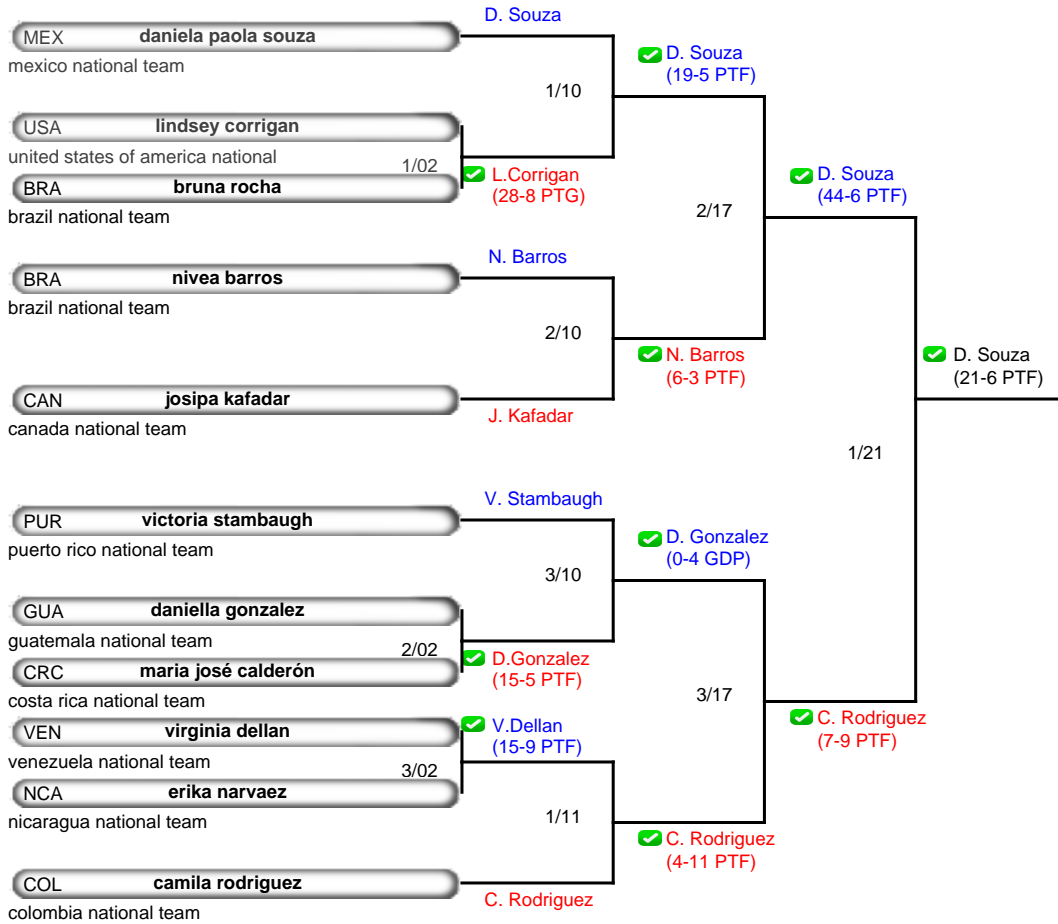 D. Souza
MEX daniela paola souza
mexico national team
D. Souza
(19-5 PTF)
1/10
USA lindsey corrigan
united states of america national
1/02
BRA bruna rocha
brazil national team
L.Corrigan
(28-8 PTG)
D. Souza
(44-6 PTF)
2/17
N. Barros
BRA nivea barros
brazil national team
2/10
N. Barros
(6-3 PTF)
D. Souza
(21-6 PTF)
CAN josipa kafadar
J. Kafadar
canada national team
1/21
V. Stambaugh
PUR victoria stambaugh
puerto rico national team
D. Gonzalez
(0-4 GDP)
3/10
GUA daniella gonzalez
guatemala national team
2/02
CRC maria josé calderón
costa rica national team
D.Gonzalez
(15-5 PTF)
3/17
VEN virginia dellan
venezuela national team
V.Dellan
(15-9 PTF)
C. Rodriguez
(7-9 PTF)
3/02
NCA erika narvaez
nicaragua national team
1/11
C. Rodriguez
(4-11 PTF)
COL camila rodriguez
C. Rodriguez
colombia national team